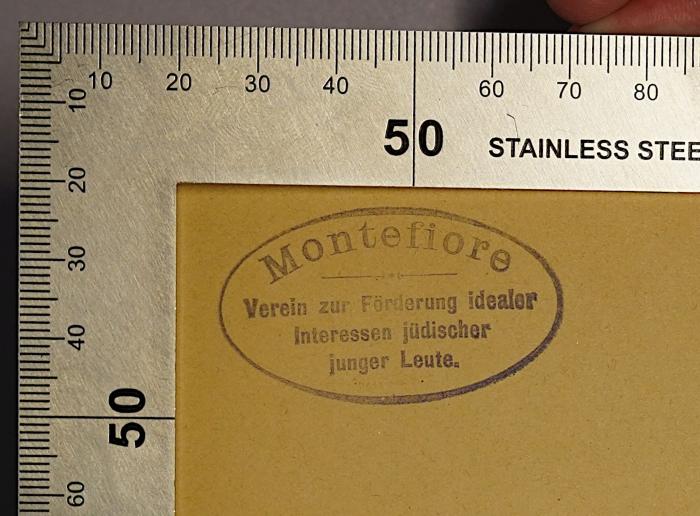 10 20 30 40 50 60 70 80
STAINLESS STEE
10
20
30
40
50
60
Montefiore
Verein zur Förderung idealer
Interessen jüdischer
junger Leute.